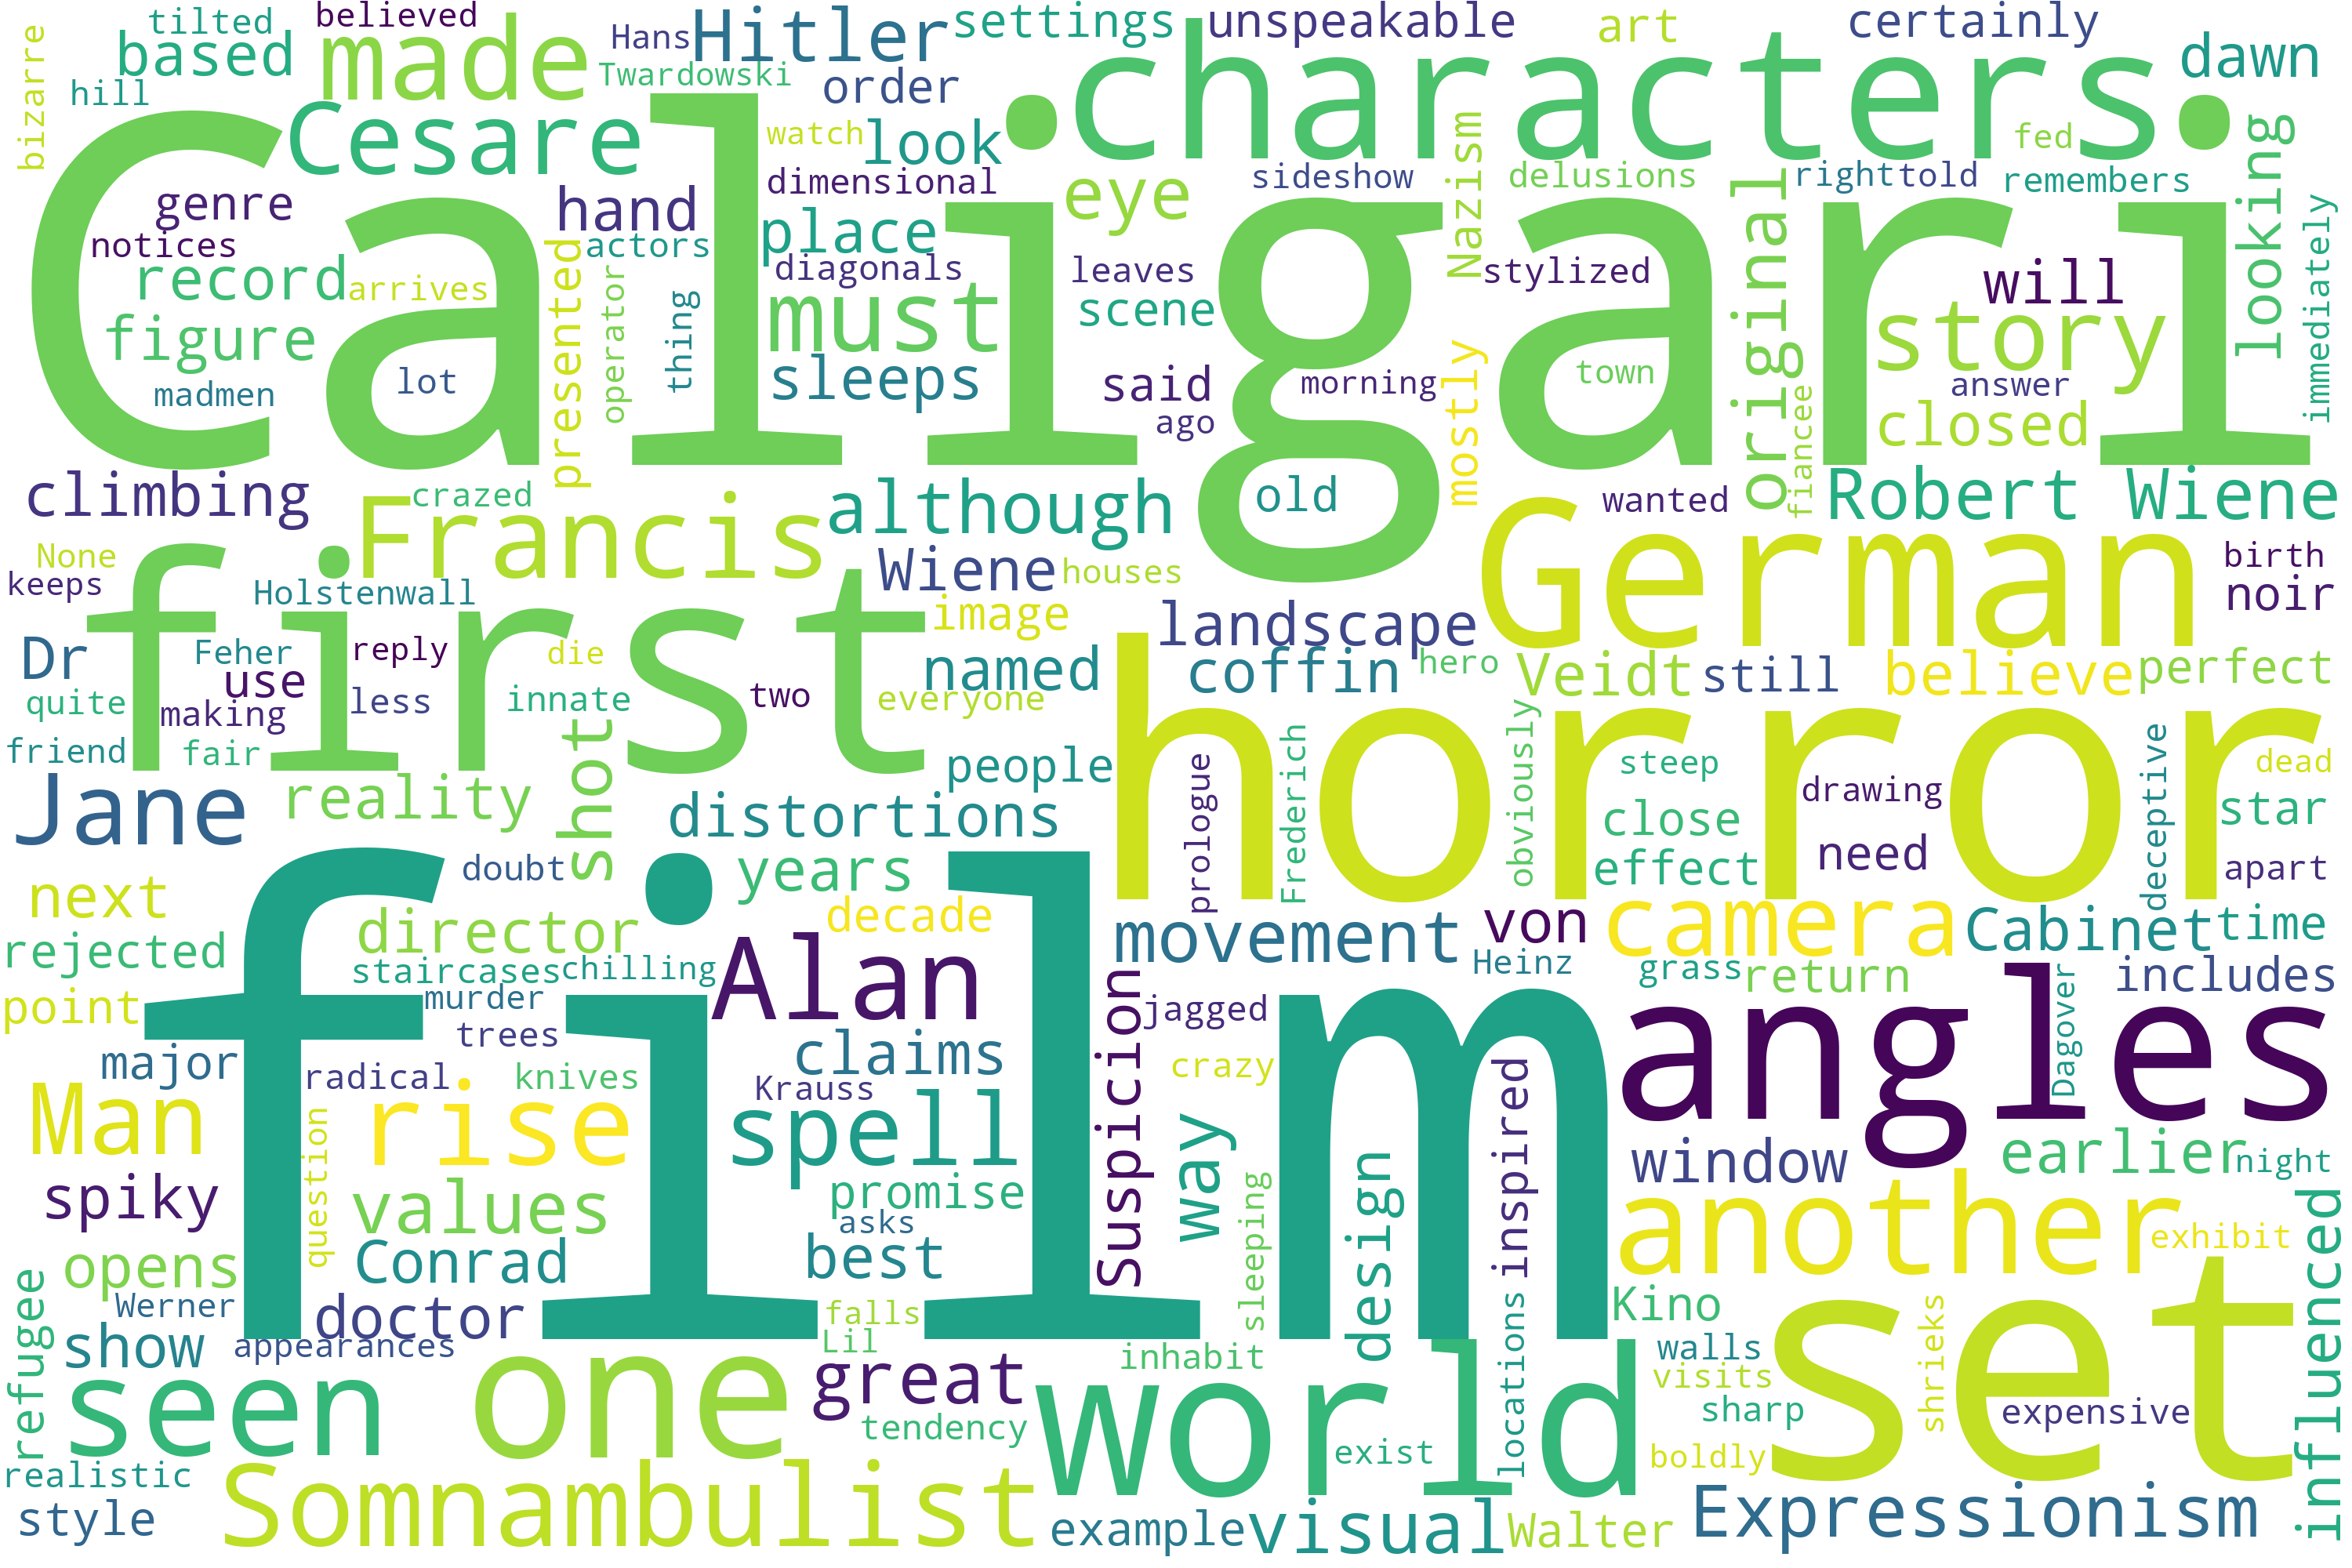 Caligari
film
horror
first
characters
German
set
angles
world
one
another
Somnambulist
seen
Francis
camera
Alan
rise
spell
Man
Jane
made
Cesare
Hitler
must
story
original
Expressionism
Robert Wiene
although
Wiene
movement
distortions
landscape
coffin
Veidt
believe
still
perfect
noir
birth
star
dead
apart
deceptive
drawing
need
effect
close
steep
obviously
Frederich
prologue
hero
tilted
believed
bizarre
based
hill
Hans
Twardowski
settings
order
watch
look
unspeakable
art
certainly
dawn
genre
notices
record
figure
madmen
lot
arrives
hand
actors
presented
operator
thing
dimensional
place
diagonals
sleeps
eye
leaves
scene
said
ago
sideshow
Nazism
stylized
morning
mostly
delusions
town
right
told
fed
remembers
looking
immediately
will
answer
closed
fiancee
wanted
old
climbing
crazed
None
keeps
Holstenwall
Dr
Feher
reply
die
use
quite
making
less
innate
two
everyone
friend
fair
shot
reality
houses
image
named
people
next
doubt
years
rejected
director
decade
staircases
chilling
point
murder
trees
major
radical
knives
claims
Krauss
values
question
spiky
promise
asks
Conrad
best
opens
Werner
doctor
falls
Lil
refugee
show
appearances
great
tendency
realistic
style
Suspicion
jagged
crazy
way
sleeping
design
inspired
inhabit
locations
exist
example
visual
Walter
von
Heinz
grass
return
Cabinet
time
includes
Dagover
window
earlier
night
exhibit
Kino
walls
visits
sharp
shrieks
expensive
boldly
influenced